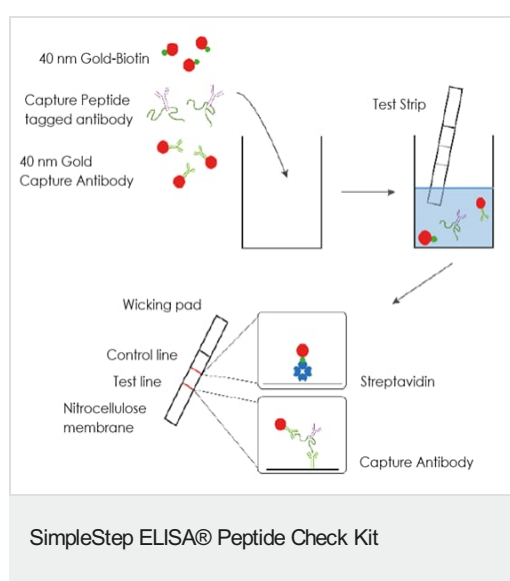 40 nm Gold-Biotin
Capture Peptide
tagged antibody
40 nm Gold
Capture Antibody
Test Strip
Wicking pad
Control line
Test line
Nitrocellulose
membrane
Streptavidin
Capture Antibody
SimpleStep ELISA® Peptide Check Kit